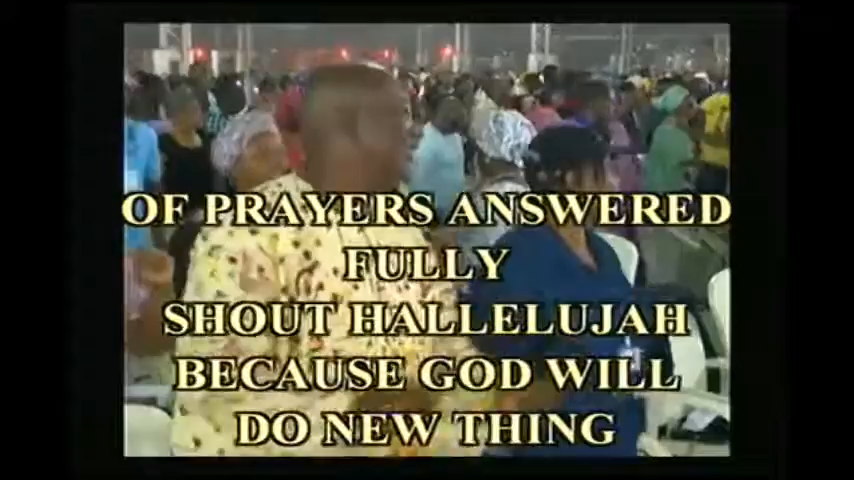 OF PRAYERS ANSWERED
FULLY
SHOUT HALLELUJAH
BECAUSE GOD WILL
DO NEW THING